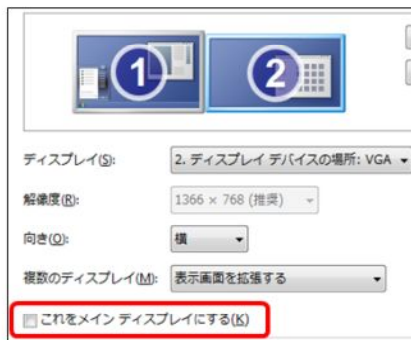 1 2
ディスプレイ(S): 2. ディスプレイ デバイスの場所: VGA
解像度(R): 1366 × 768 (推奨)
向き(O): 横
複数のディスプレイ(M): 表示画面を拡張する
これをメイン ディスプレイにする(K)